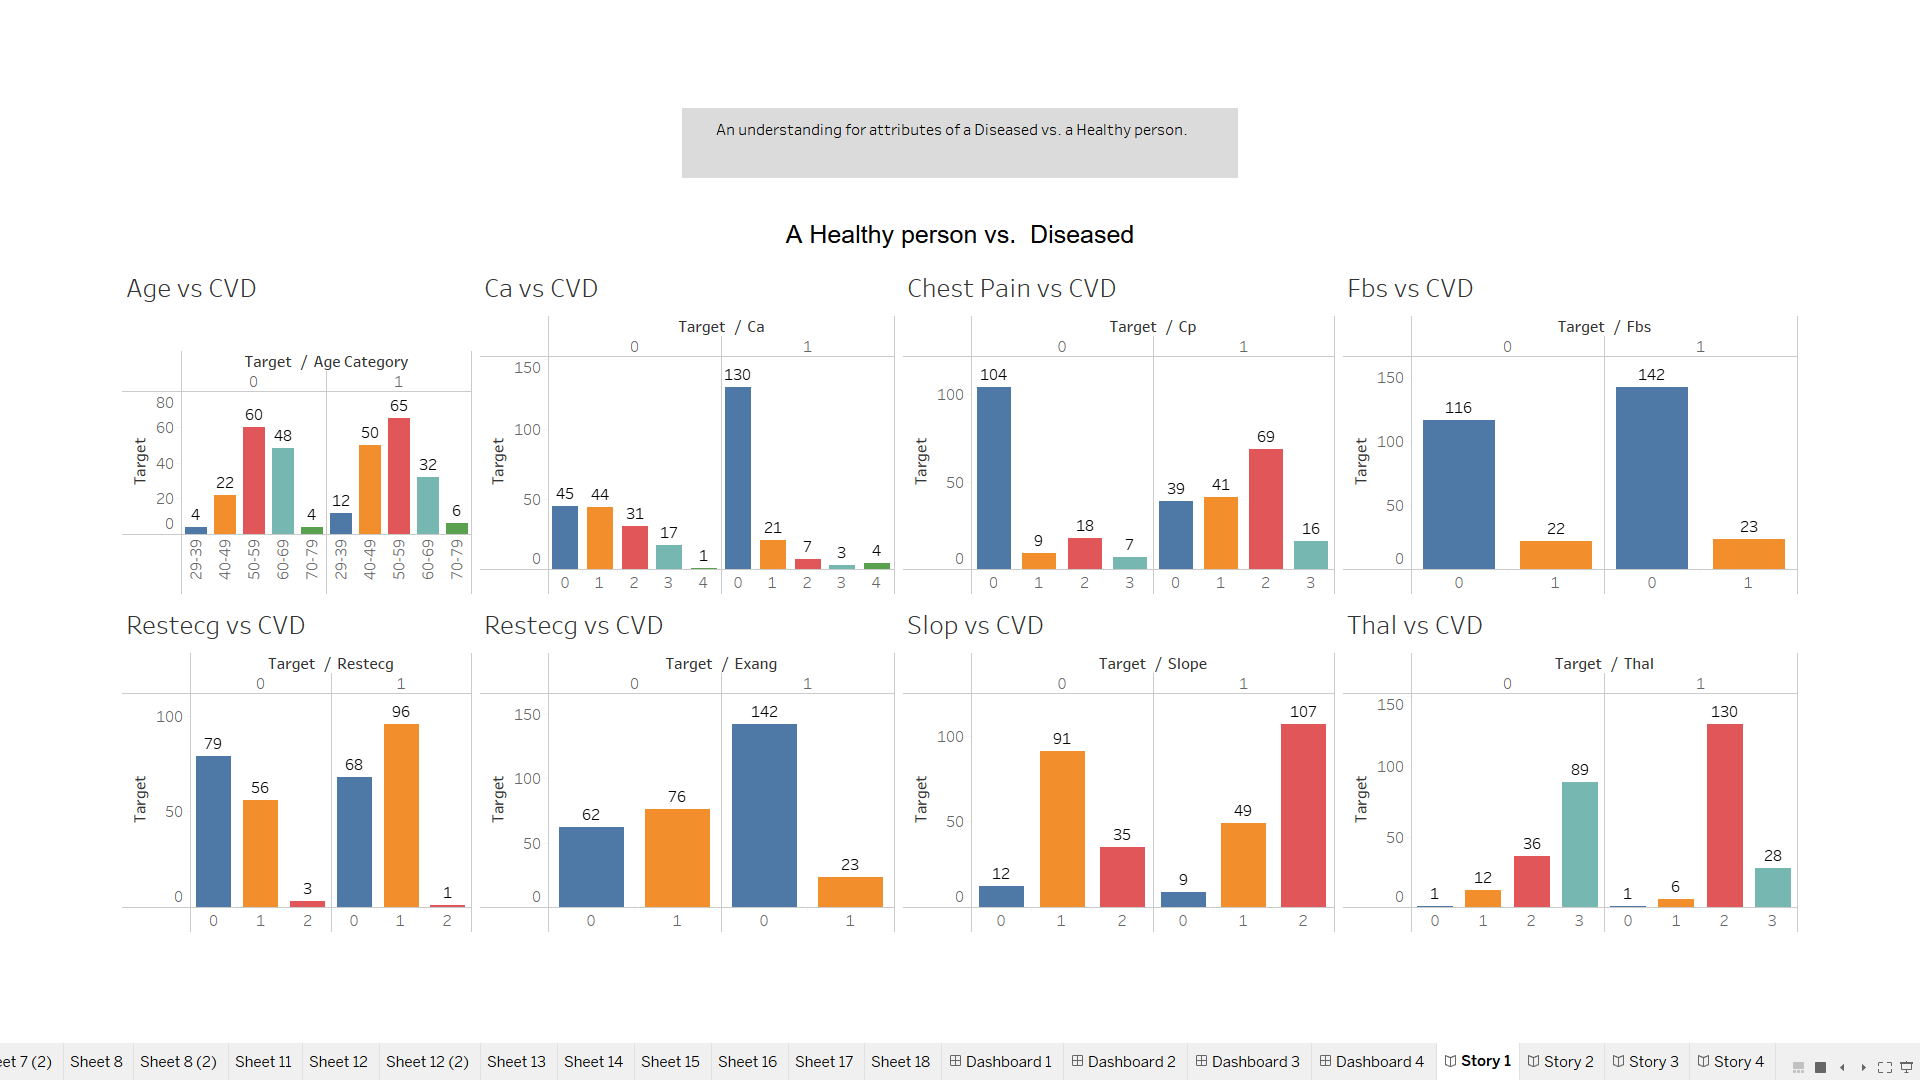 An understanding for attributes of a Diseased vs. a Healthy person.
A Healthy person vs.  Diseased
Age vs CVD
Target / Age Category
0 1
80
60
40
20
0
Target
4 22 60 48 4 12 50 65 32 6
29-39 40-49 50-59 60-69 70-79 29-39 40-49 50-59 60-69 70-79
Ca vs CVD
Target / Ca
0 1
150
100
50
0
Target
45 44 31 17 1 130 21 7 3 4
0 1 2 3 4 0 1 2 3 4
Chest Pain vs CVD
Target / Cp
0 1
100
50
0
Target
104 9 18 7 39 41 69 16
0 1 2 3 0 1 2 3
Fbs vs CVD
Target / Fbs
0 1
150
100
50
0
Target
116 22 142 23
0 1 0 1
Restecg vs CVD
Target / Restecg
0 1
100
50
0
Target
79 56 3 68 96 1
0 1 2 0 1 2
Restecg vs CVD
Target / Exang
0 1
150
100
50
0
Target
62 76 142 23
0 1 0 1
Slop vs CVD
Target / Slope
0 1
100
50
0
Target
12 91 35 9 49 107
0 1 2 0 1 2
Thal vs CVD
Target / Thal
0 1
150
100
50
0
Target
1 12 36 89 1 6 130 28
0 1 2 3 0 1 2 3
et 7 (2) Sheet 8 Sheet 8 (2) Sheet 11 Sheet 12 Sheet 12 (2) Sheet 13 Sheet 14 Sheet 15 Sheet 16 Sheet 17 Sheet 18 Dashboard 1 Dashboard 2 Dashboard 3 Dashboard 4 Story 1 Story 2 Story 3 Story 4